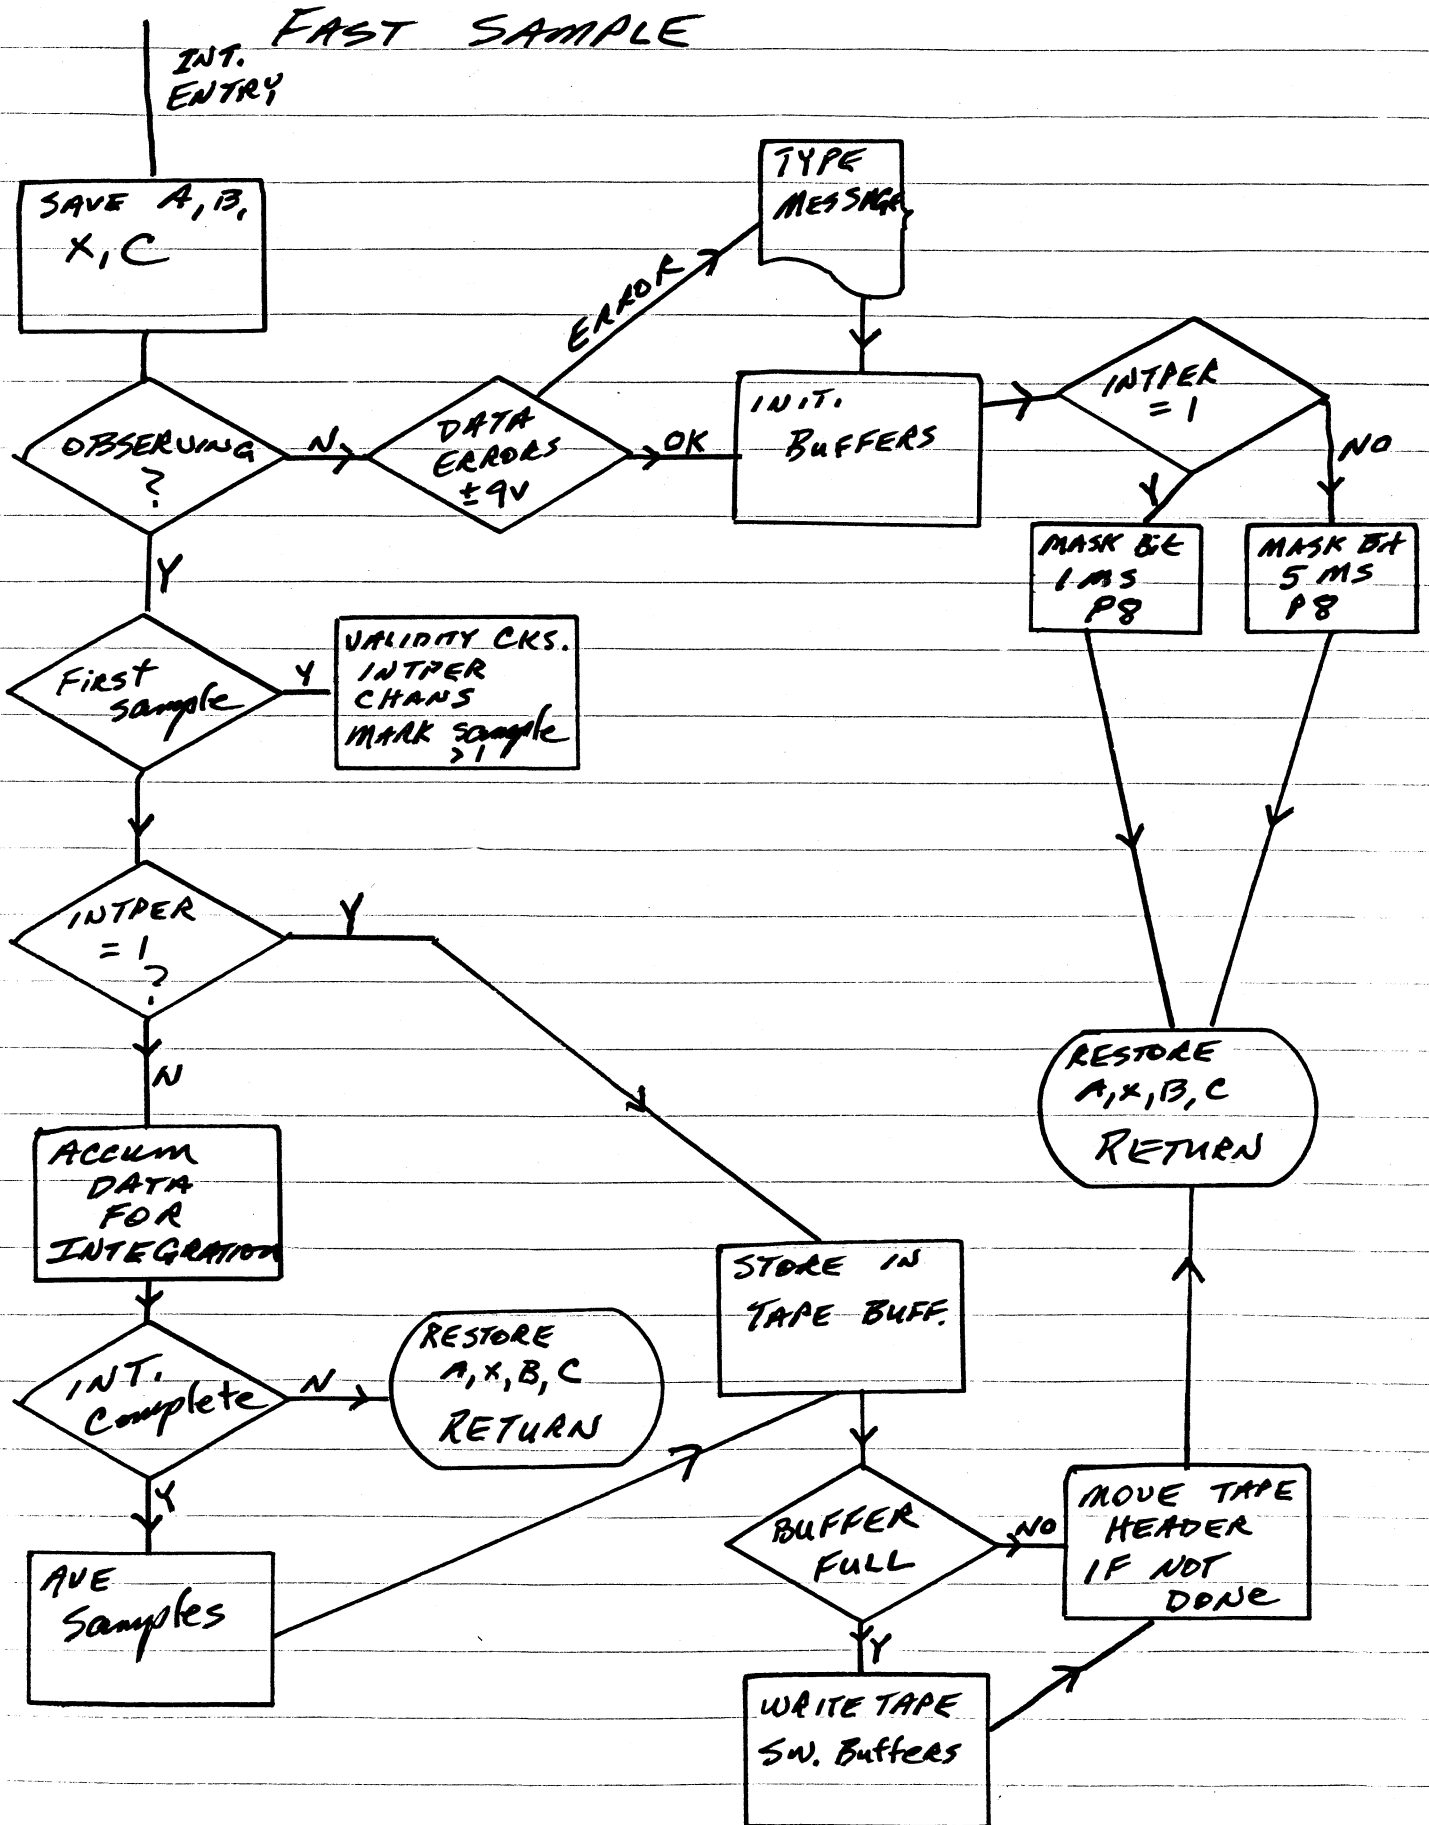 FAST SAMPLE
INT.
ENTRY
SAVE A, B,
X, C
TYPE
MESSAGE
ERROR
OBSERVING
?
N
DATA
ERRORS
± 9V
OK
INIT.
BUFFERS
INTPER
= 1
NO
Y
MASK Bit
1 MS
P8
MASK Bit
5 MS
P8
Y
First
sample
Y
VALIDITY CKS.
INTPER
CHANS
MARK sample
> 1
INTPER
= 1
?
Y
N
RESTORE
A, X, B, C
RETURN
ACCUM
DATA
FOR
INTEGRATION
STORE IN
TAPE BUFF.
INT.
Complete
N
RESTORE
A, X, B, C
RETURN
Y
BUFFER
FULL
NO
MOVE TAPE
HEADER
IF NOT
DONE
AVE
Samples
Y
WRITE TAPE
SW. Buffers